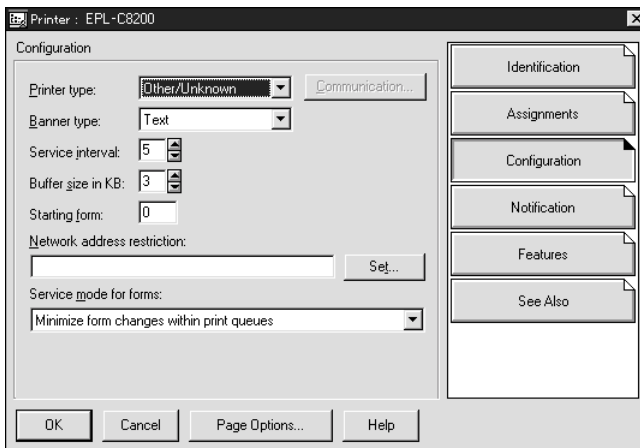 Printer : EPL-C8200
Configuration
Printer type: Other/Unknown Communication...
Banner type: Text
Service interval: 5
Buffer size in KB: 3
Starting form: 0
Network address restriction:
Set...
Service mode for forms:
Minimize form changes within print queues
Identification
Assignments
Configuration
Notification
Features
See Also
OK Cancel Page Options... Help